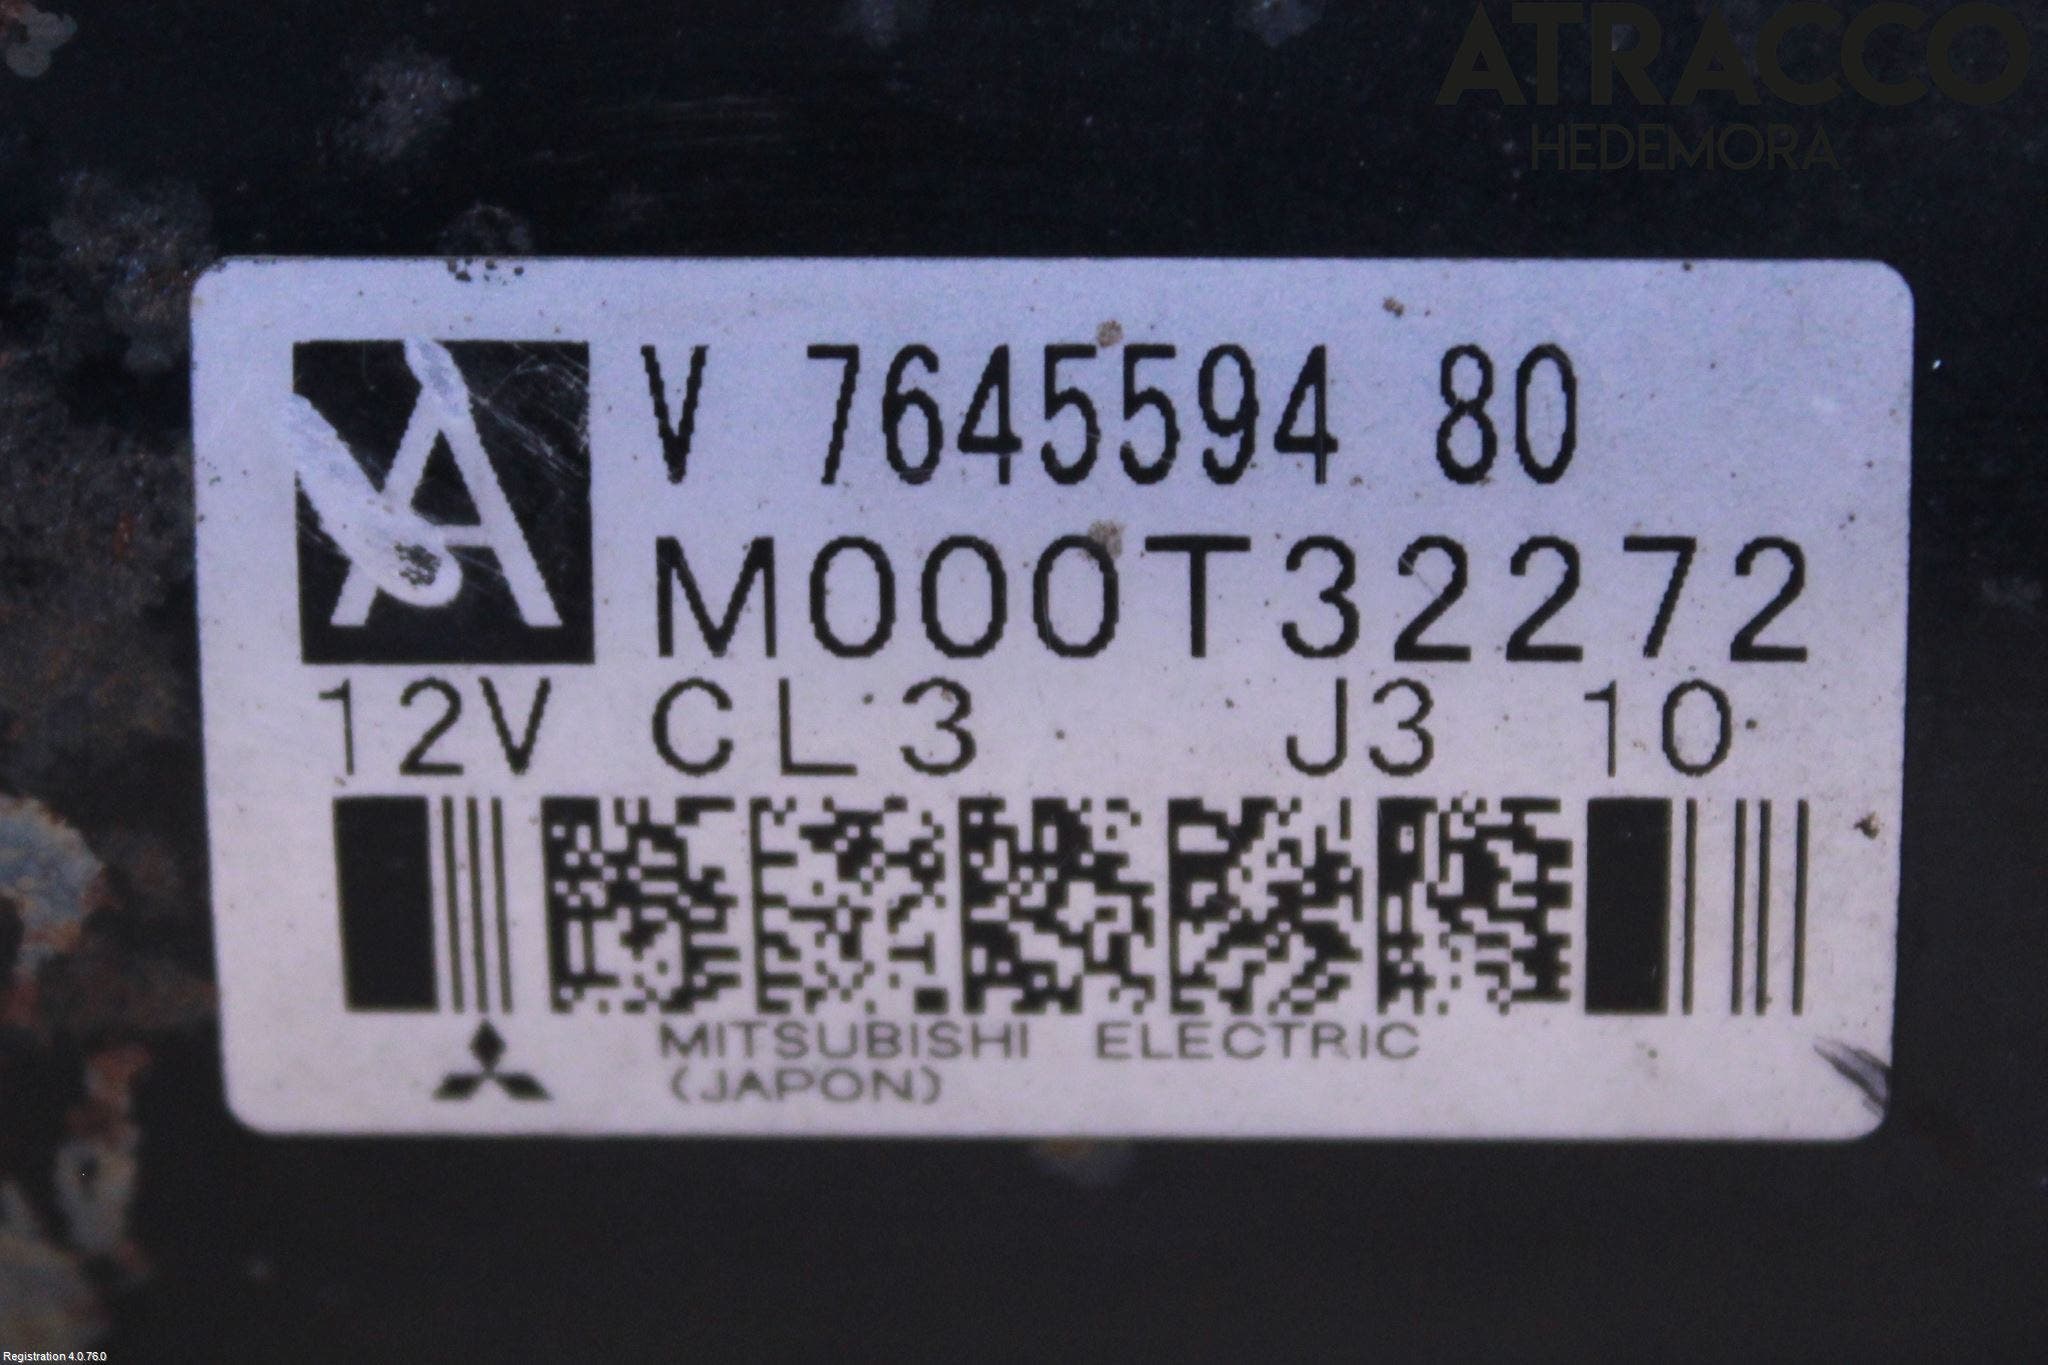 ATRACCO
HEDEMORA
A V 7645594 80
M000T32272
12V CL3 J3 10
MITSUBISHI ELECTRIC
(JAPON)
Registration 4.0.76.0